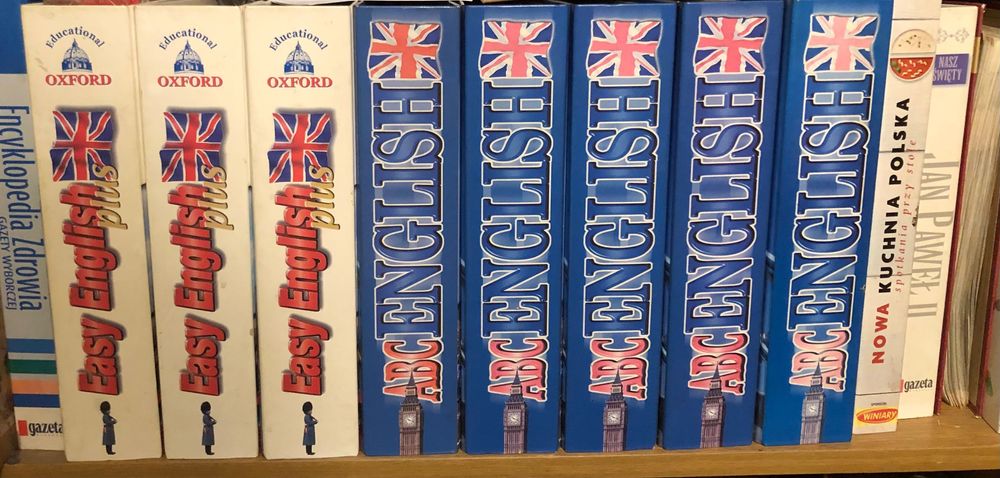 Encyklopedia Zdrowia
GAZETY WYBORCZEJ
gazeta
Educational
OXFORD
Easy English
plus
Educational
OXFORD
Easy English
plus
Educational
OXFORD
Easy English
plus
ABC ENGLISH
ABC ENGLISH
ABC ENGLISH
ABC ENGLISH
ABC ENGLISH
NOWA KUCHNIA POLSKA
spotkania przy stole
SPONSOR:
WINIARY
NASZ
ŚWIĘTY
JAN PAWEŁ II
gazeta